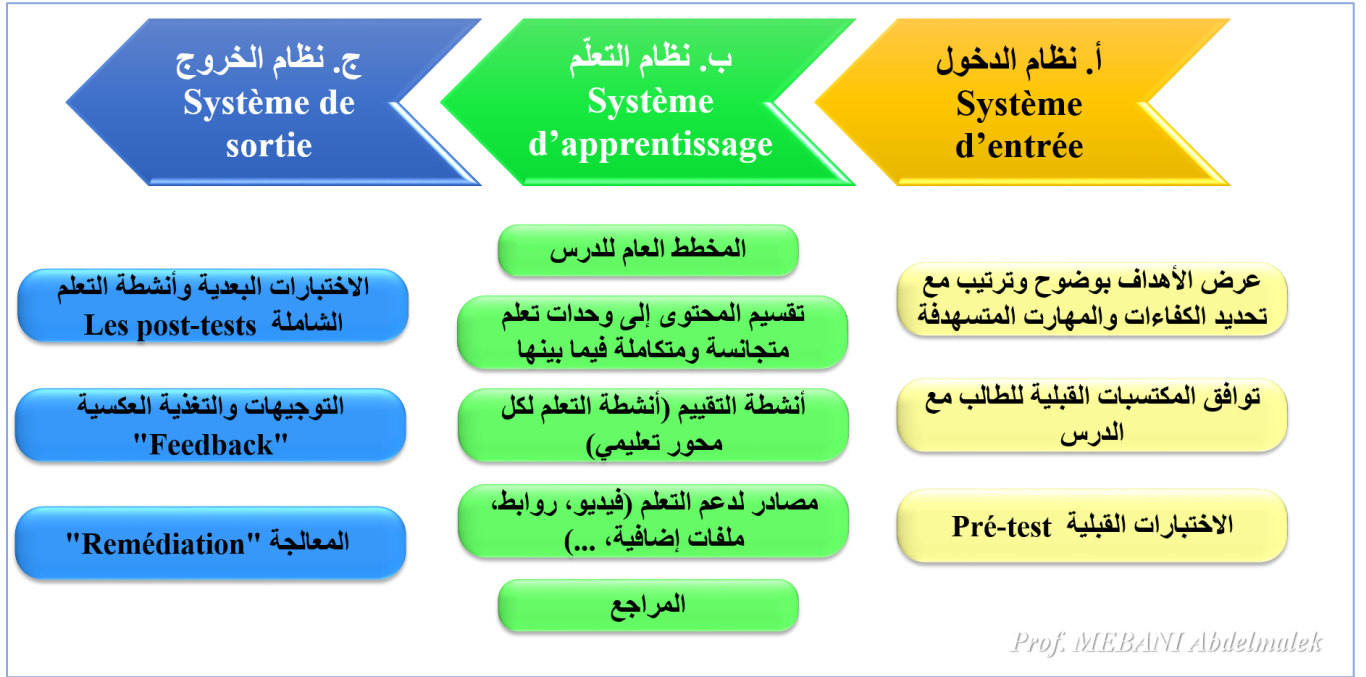 أ. نظام الدخول
Système
d’entrée
ب. نظام التعلّم
Système
d’apprentissage
ج. نظام الخروج
Système de
sortie
عرض الأهداف بوضوح وترتيب مع
تحديد الكفاءات والمهارت المتسهدفة
توافق المكتسبات القبلية للطالب مع
الدرس
الاختبارات القبلية Pré-test
المخطط العام للدرس
تقسيم المحتوى إلى وحدات تعلم
متجانسة ومتكاملة فيما بينها
أنشطة التقييم (أنشطة التعلم لكل
محور تعليمي)
مصادر لدعم التعلم (فيديو، روابط،
ملفات إضافية، ...)
المراجع
الاختبارات البعدية وأنشطة التعلم
الشاملة Les post-tests
التوجيهات والتغذية العكسية
"Feedback"
المعالجة "Remédiation"
Prof. MEBANI Abdelmalek